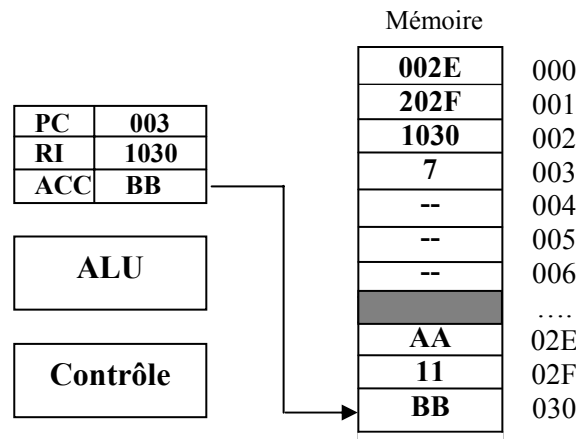 Mémoire
002E 000
202F 001
PC 003
1030 002
RI 1030
7 003
ACC BB
-- 004
-- 005
ALU
-- 006
....
AA 02E
Contrôle
11 02F
BB 030